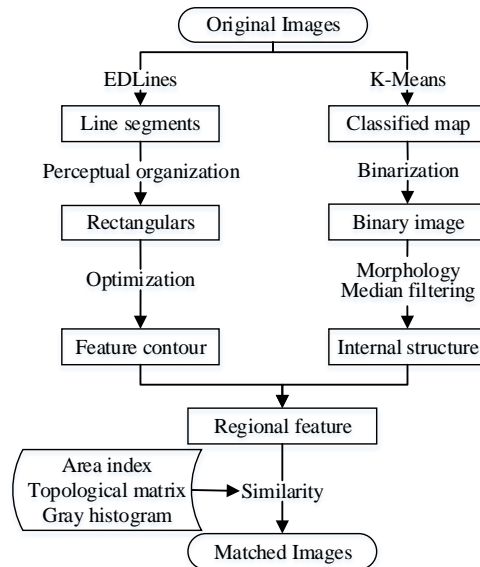 Original Images
EDLines
K-Means
Line segments
Classified map
Perceptual organization
Binarization
Rectangulars
Binary image
Optimization
Morphology
Median filtering
Feature contour
Internal structure
Regional feature
Area index
Topological matrix
Gray histogram
Similarity
Matched Images